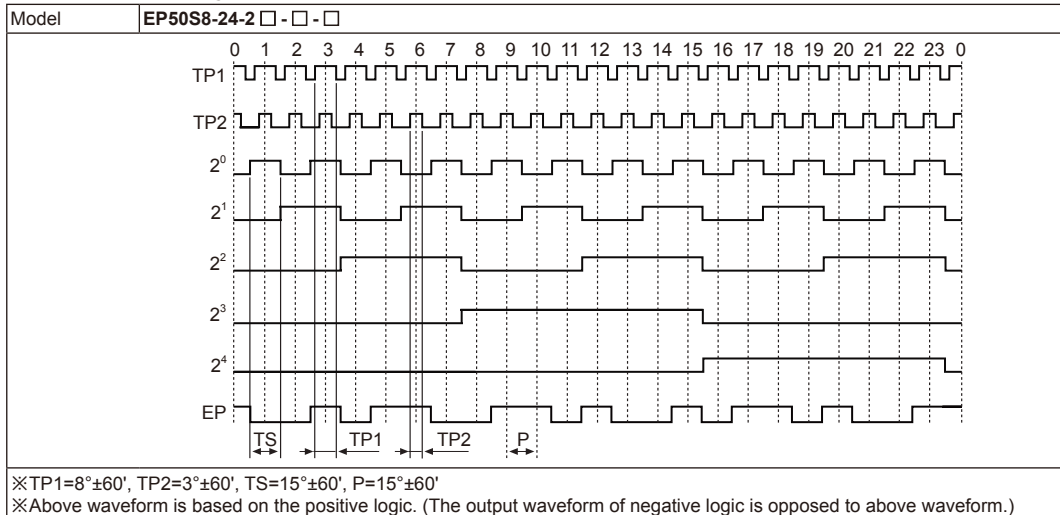 Model EP50S8-24-2 □ - □ - □
0 1 2 3 4 5 6 7 8 9 10 11 12 13 14 15 16 17 18 19 20 21 22 23 0
TP1
TP2
2⁰
2¹
2²
2³
2⁴
EP
TS TP1 TP2 P
※TP1=8°±60', TP2=3°±60', TS=15°±60', P=15°±60'
※Above waveform is based on the positive logic. (The output waveform of negative logic is opposed to above waveform.)